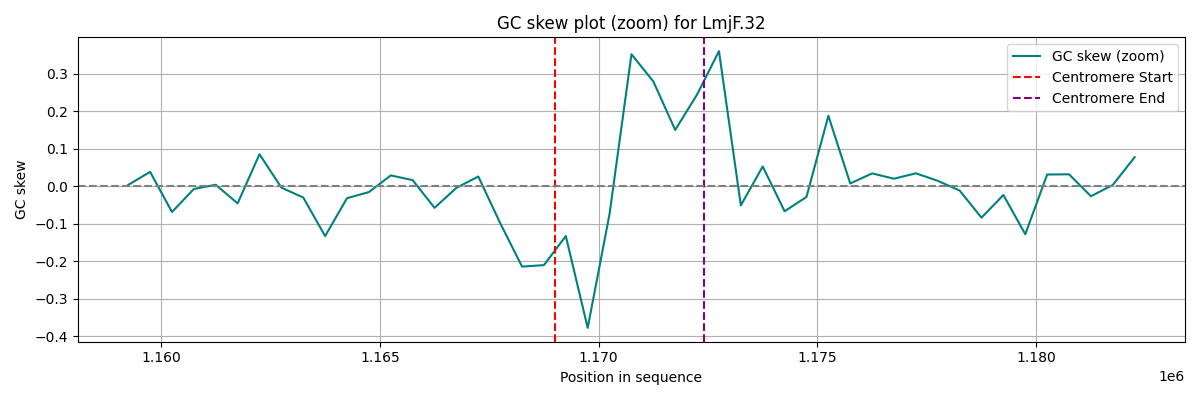 GC skew plot (zoom) for LmjF.32
GC skew (zoom)
Centromere Start
Centromere End
GC skew
0.3
0.2
0.1
0.0
−0.1
−0.2
−0.3
−0.4
1.160 1.165 1.170 1.175 1.180
1e6
Position in sequence